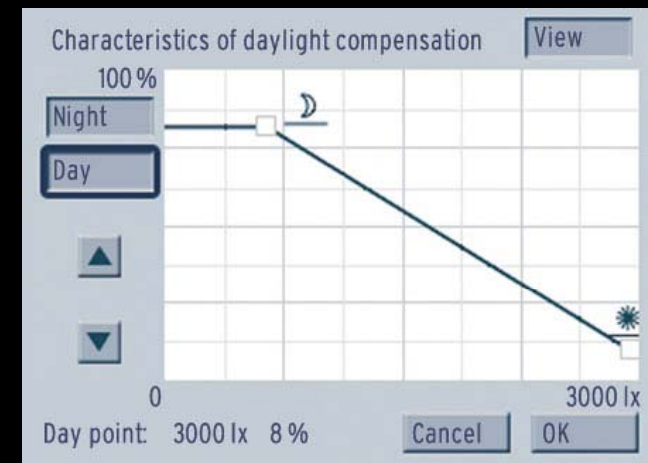 Characteristics of daylight compensation View
100 %
Night
Day
0 3000 lx
Day point: 3000 lx 8 % Cancel OK